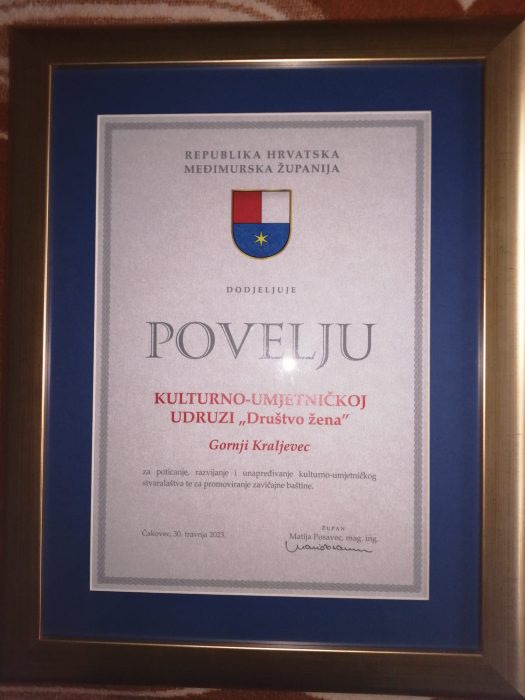 REPUBLIKA HRVATSKA
MEĐIMURSKA ŽUPANIJA
DODJELJUJE
POVELJU
KULTURNO-UMJETNIČKOJ
UDRUZI „Društvo žena”
Gornji Kraljevec
za poticanje, razvijanje i unapređivanje kulturno-umjetničkog
stvaralaštva te za promoviranje zavičajne baštine.
Čakovec, 30. travnja 2023.
ŽUPAN
Matija Posavec, mag. ing.